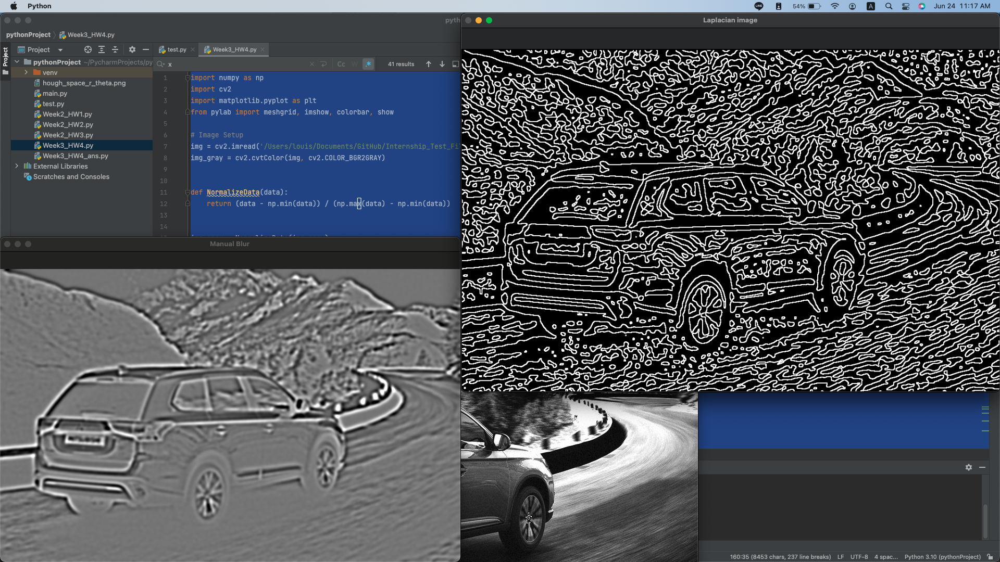 Python
LINE
54%
A
Jun 24 11:17 AM
pyth
pythonProject
Week3_HW4.py
Project
Project
pythonProject ~/PycharmProjects/py
venv
hough_space_r_theta.png
main.py
test.py
Week2_HW1.py
Week2_HW2.py
Week2_HW3.py
Week3_HW4.py
Week3_HW4_ans.py
External Libraries
Scratches and Consoles
test.py
Week3_HW4.py
x
Cc
W
.*
41 results
1 import numpy as np
2 import cv2
3 import matplotlib.pyplot as plt
4 from pylab import meshgrid, imshow, colorbar, show
5
6 # Image Setup
7 img = cv2.imread('/Users/louis/Documents/GitHub/Internship_Test_Fi
8 img_gray = cv2.cvtColor(img, cv2.COLOR_BGR2GRAY)
9
10
11 def NormalizeData(data):
12 return (data - np.min(data)) / (np.max(data) - np.min(data))
13
14
Laplacian image
Manual Blur
160:35 (8453 chars, 237 line breaks)
LF
UTF-8
4 spac...
Python 3.10 (pythonProject)